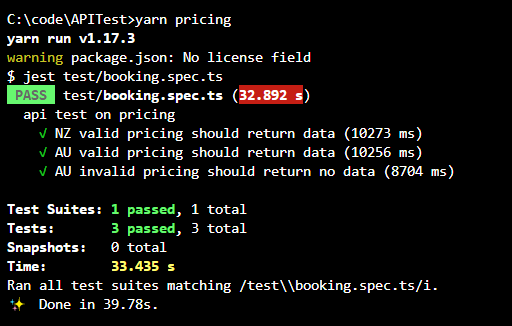 C:\code\APITest>yarn pricing
yarn run v1.17.3
warning package.json: No license field
$ jest test/booking.spec.ts
PASS test/booking.spec.ts (32.892 s)
api test on pricing
√ NZ valid pricing should return data (10273 ms)
√ AU valid pricing should return data (10256 ms)
√ AU invalid pricing should return no data (8704 ms)
Test Suites: 1 passed, 1 total
Tests: 3 passed, 3 total
Snapshots: 0 total
Time: 33.435 s
Ran all test suites matching /test\\booking.spec.ts/i.
✨ Done in 39.78s.